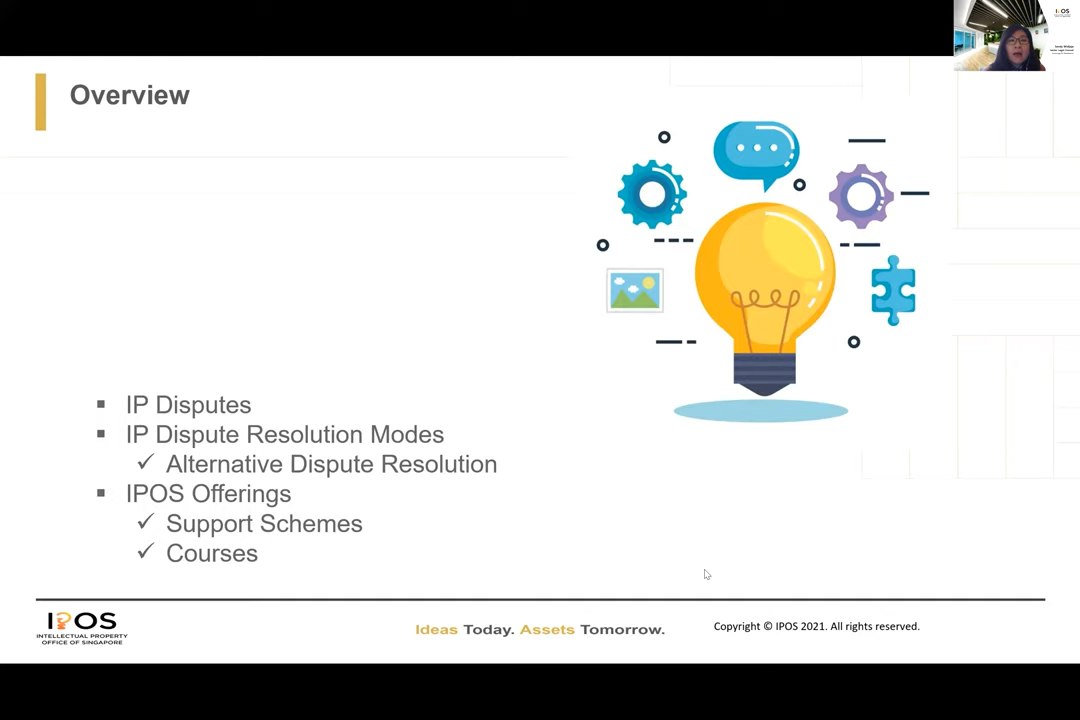 Overview
IP Disputes
IP Dispute Resolution Modes
Alternative Dispute Resolution
IPOS Offerings
Support Schemes
Courses
IPOS
INTELLECTUAL PROPERTY
OFFICE OF SINGAPORE
Ideas Today. Assets Tomorrow.
Copyright © IPOS 2021. All rights reserved.